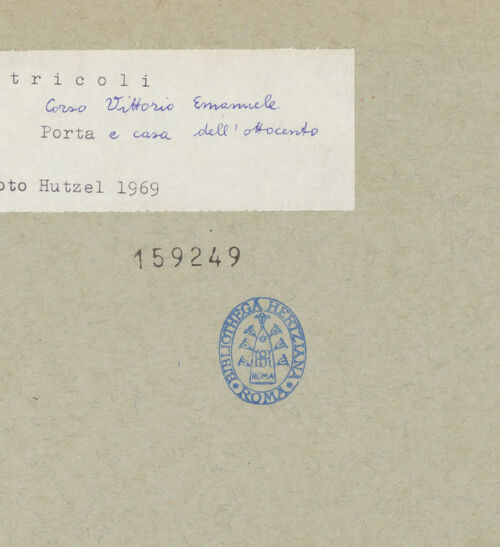 tricoli
Corso Vittorio Emanuele
Porta e casa dell'ottocento
oto Hutzel 1969
159249
BIBLIOTHECA HERTZIANA
ROMA
ROMA